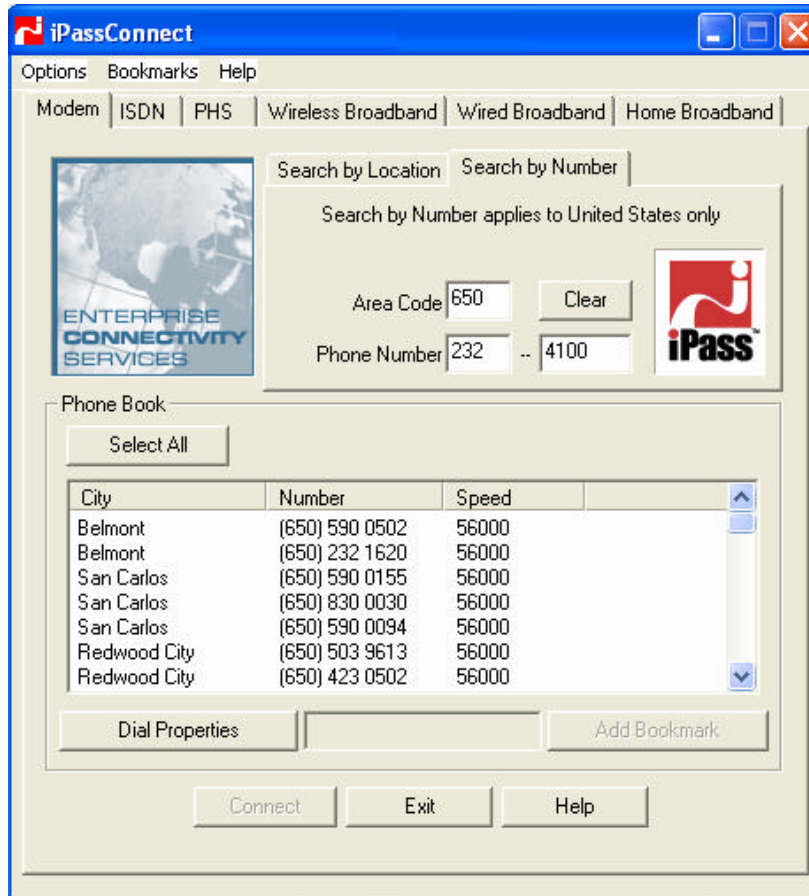 iPassConnect
Options Bookmarks Help
Modem ISDN PHS Wireless Broadband Wired Broadband Home Broadband
ENTERPRISE
CONNECTIVITY
SERVICES
Search by Location Search by Number
Search by Number applies to United States only
Area Code 650 Clear
Phone Number 232 -- 4100
iPass™
Phone Book
Select All
City Number Speed
Belmont (650) 590 0502 56000
Belmont (650) 232 1620 56000
San Carlos (650) 590 0155 56000
San Carlos (650) 830 0030 56000
San Carlos (650) 590 0094 56000
Redwood City (650) 503 9613 56000
Redwood City (650) 423 0502 56000
Dial Properties Add Bookmark
Connect Exit Help